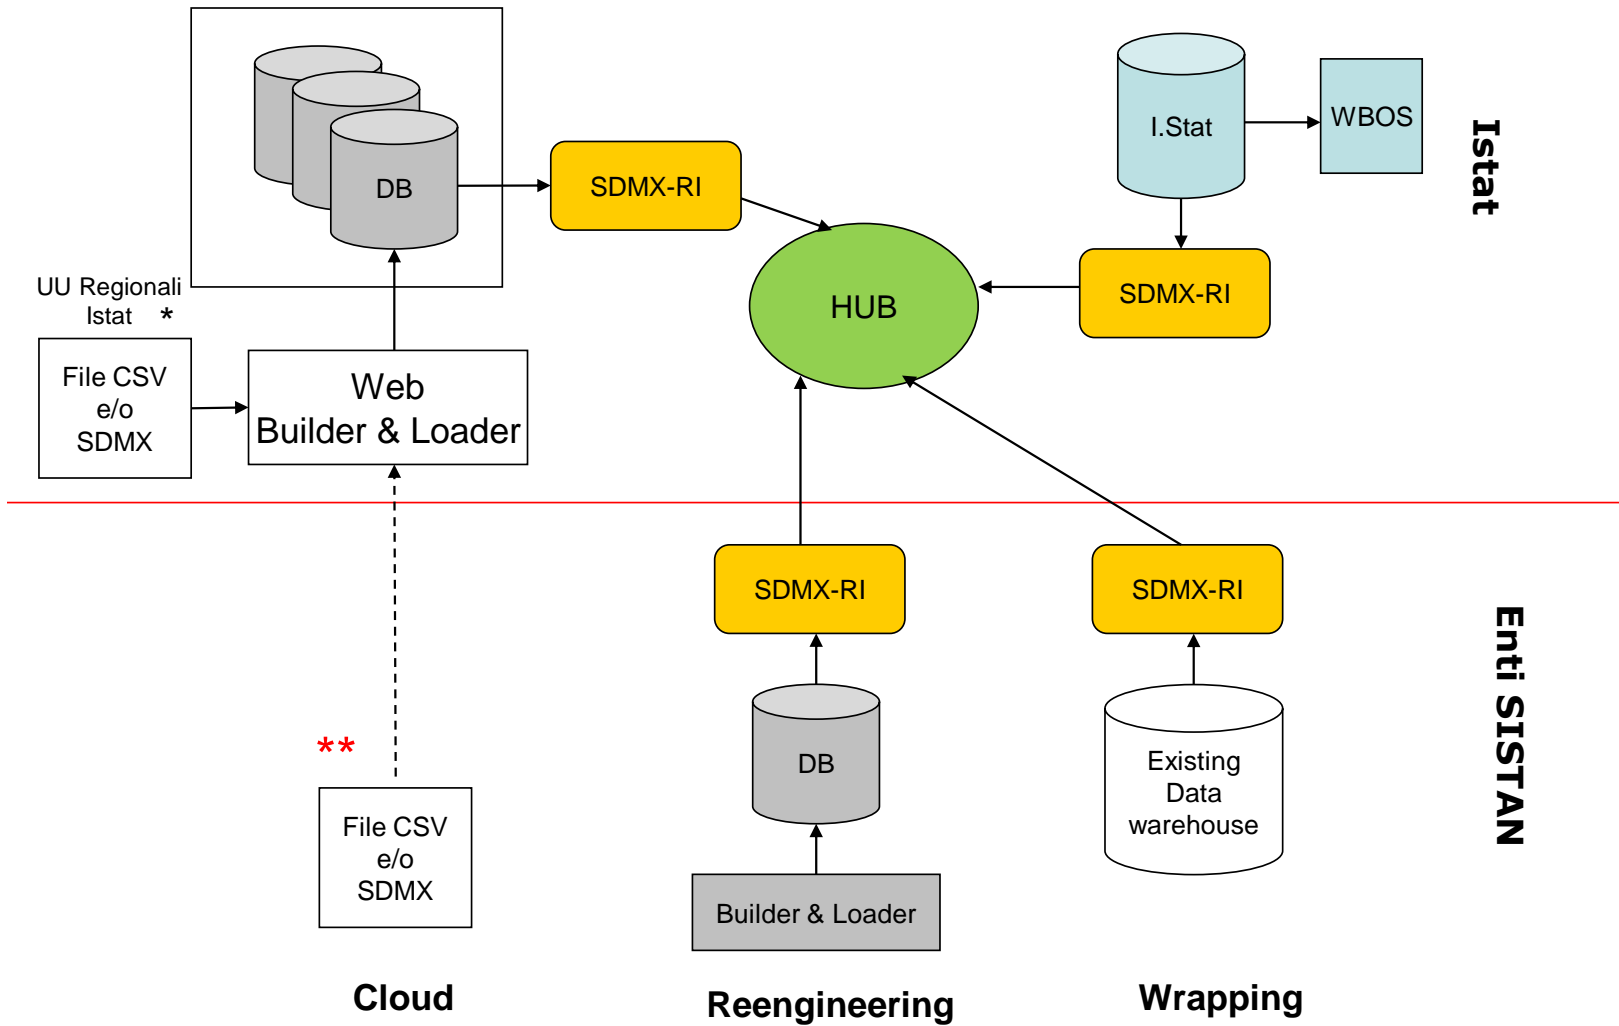 I.Stat
WBOS
Istat
DB
SDMX-RI
UU Regionali
Istat *
HUB
SDMX-RI
File CSV
e/o
SDMX
Web
Builder & Loader
SDMX-RI
SDMX-RI
Enti SISTAN
**
DB
Existing
Data
warehouse
File CSV
e/o
SDMX
Builder & Loader
Cloud
Reengineering
Wrapping